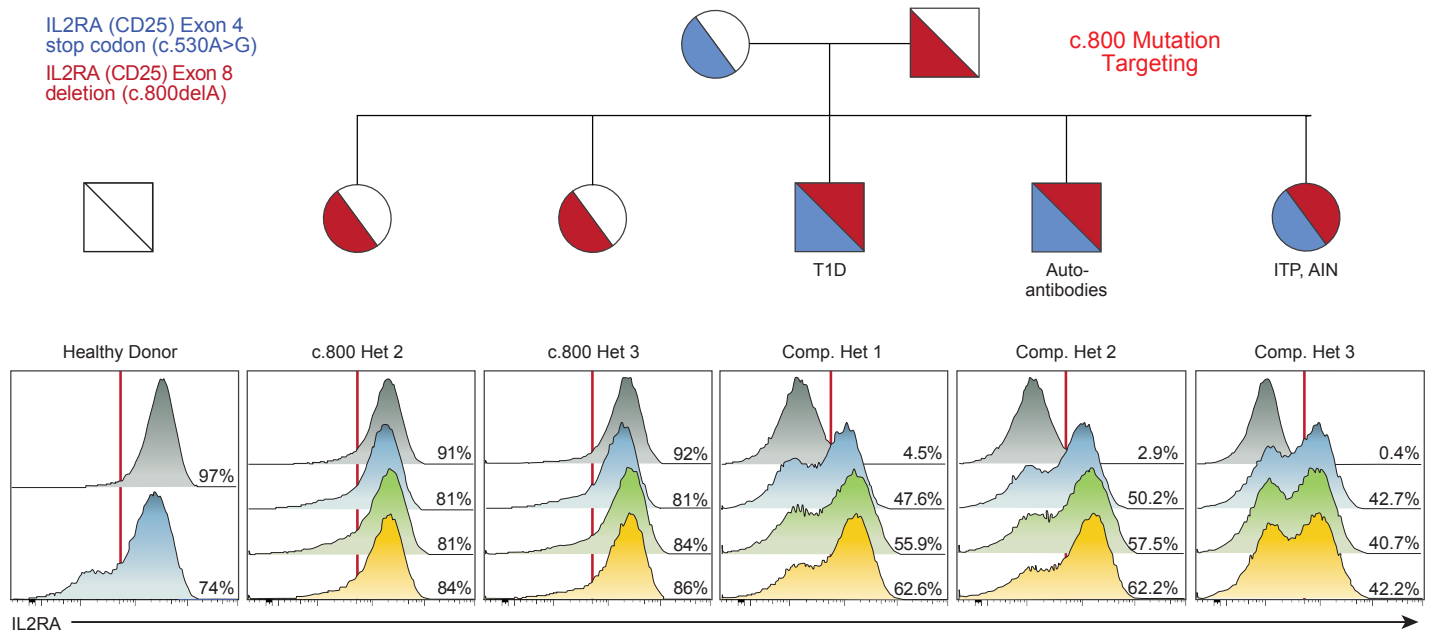 IL2RA (CD25) Exon 4
stop codon (c.530A>G)
IL2RA (CD25) Exon 8
deletion (c.800delA)
c.800 Mutation
Targeting
T1D
Auto-
antibodies
ITP, AIN
Healthy Donor
97%
74%
c.800 Het 2
91%
81%
81%
84%
c.800 Het 3
92%
81%
84%
86%
Comp. Het 1
4.5%
47.6%
55.9%
62.6%
Comp. Het 2
2.9%
50.2%
57.5%
62.2%
Comp. Het 3
0.4%
42.7%
40.7%
42.2%
IL2RA